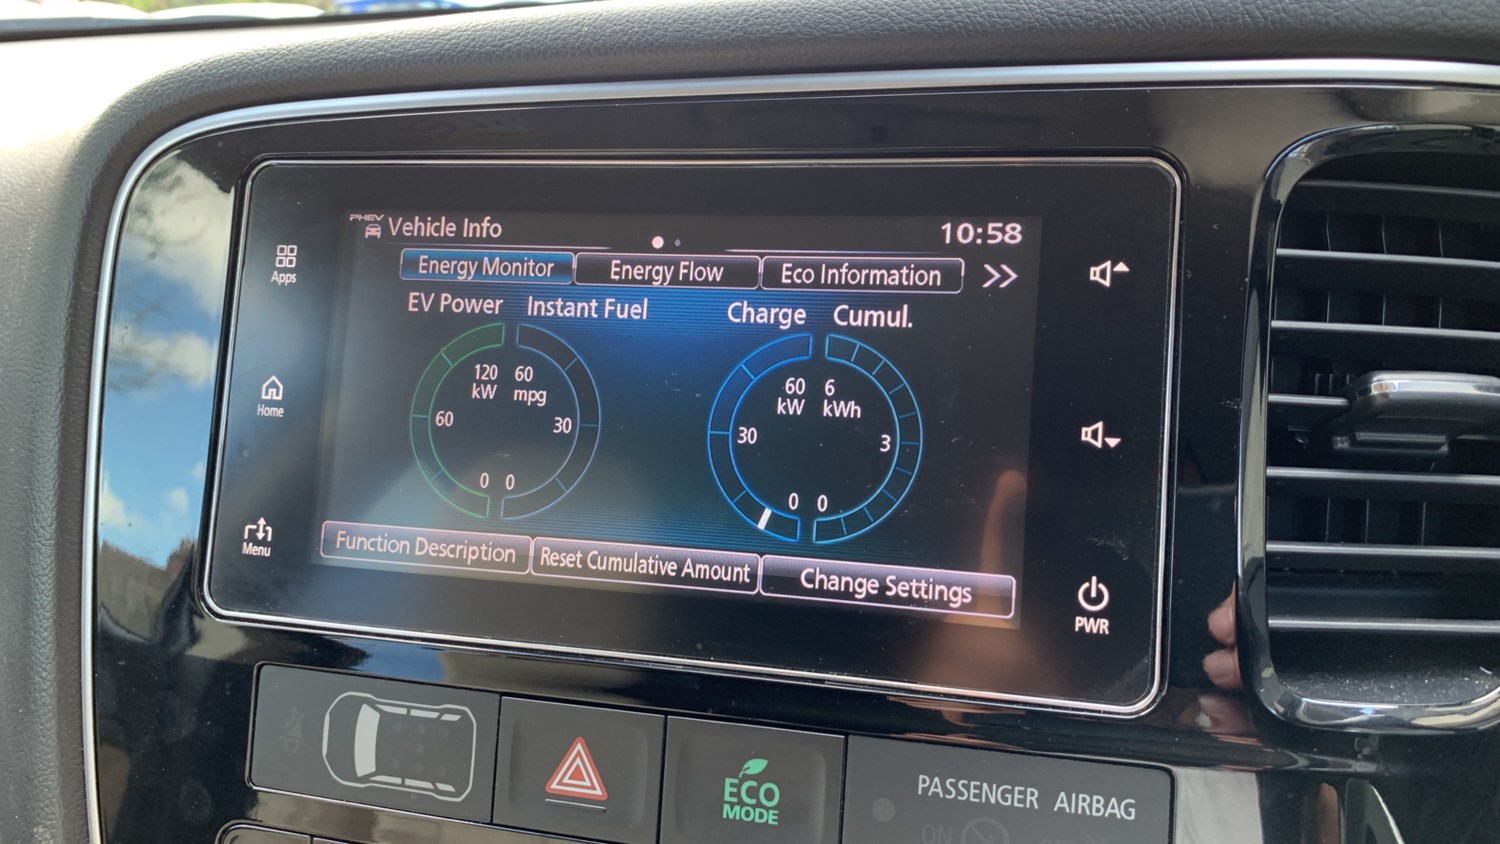 PHEV Vehicle Info 10:58
Energy Monitor Energy Flow Eco Information >>
EV Power Instant Fuel Charge Cumul.
120 60 60 6
kW mpg kW kWh
60 30 30 3
0 0 0 0
Function Description Reset Cumulative Amount Change Settings
Apps
Home
Menu
PWR
ECO
MODE
PASSENGER AIRBAG
ON